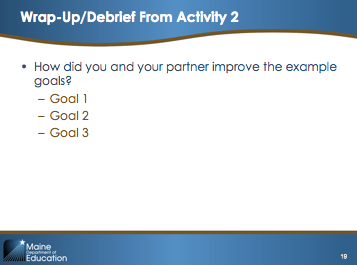 Wrap-Up/Debrief From Activity 2
• How did you and your partner improve the example
goals?
– Goal 1
– Goal 2
– Goal 3
Maine
Department of
Education
19